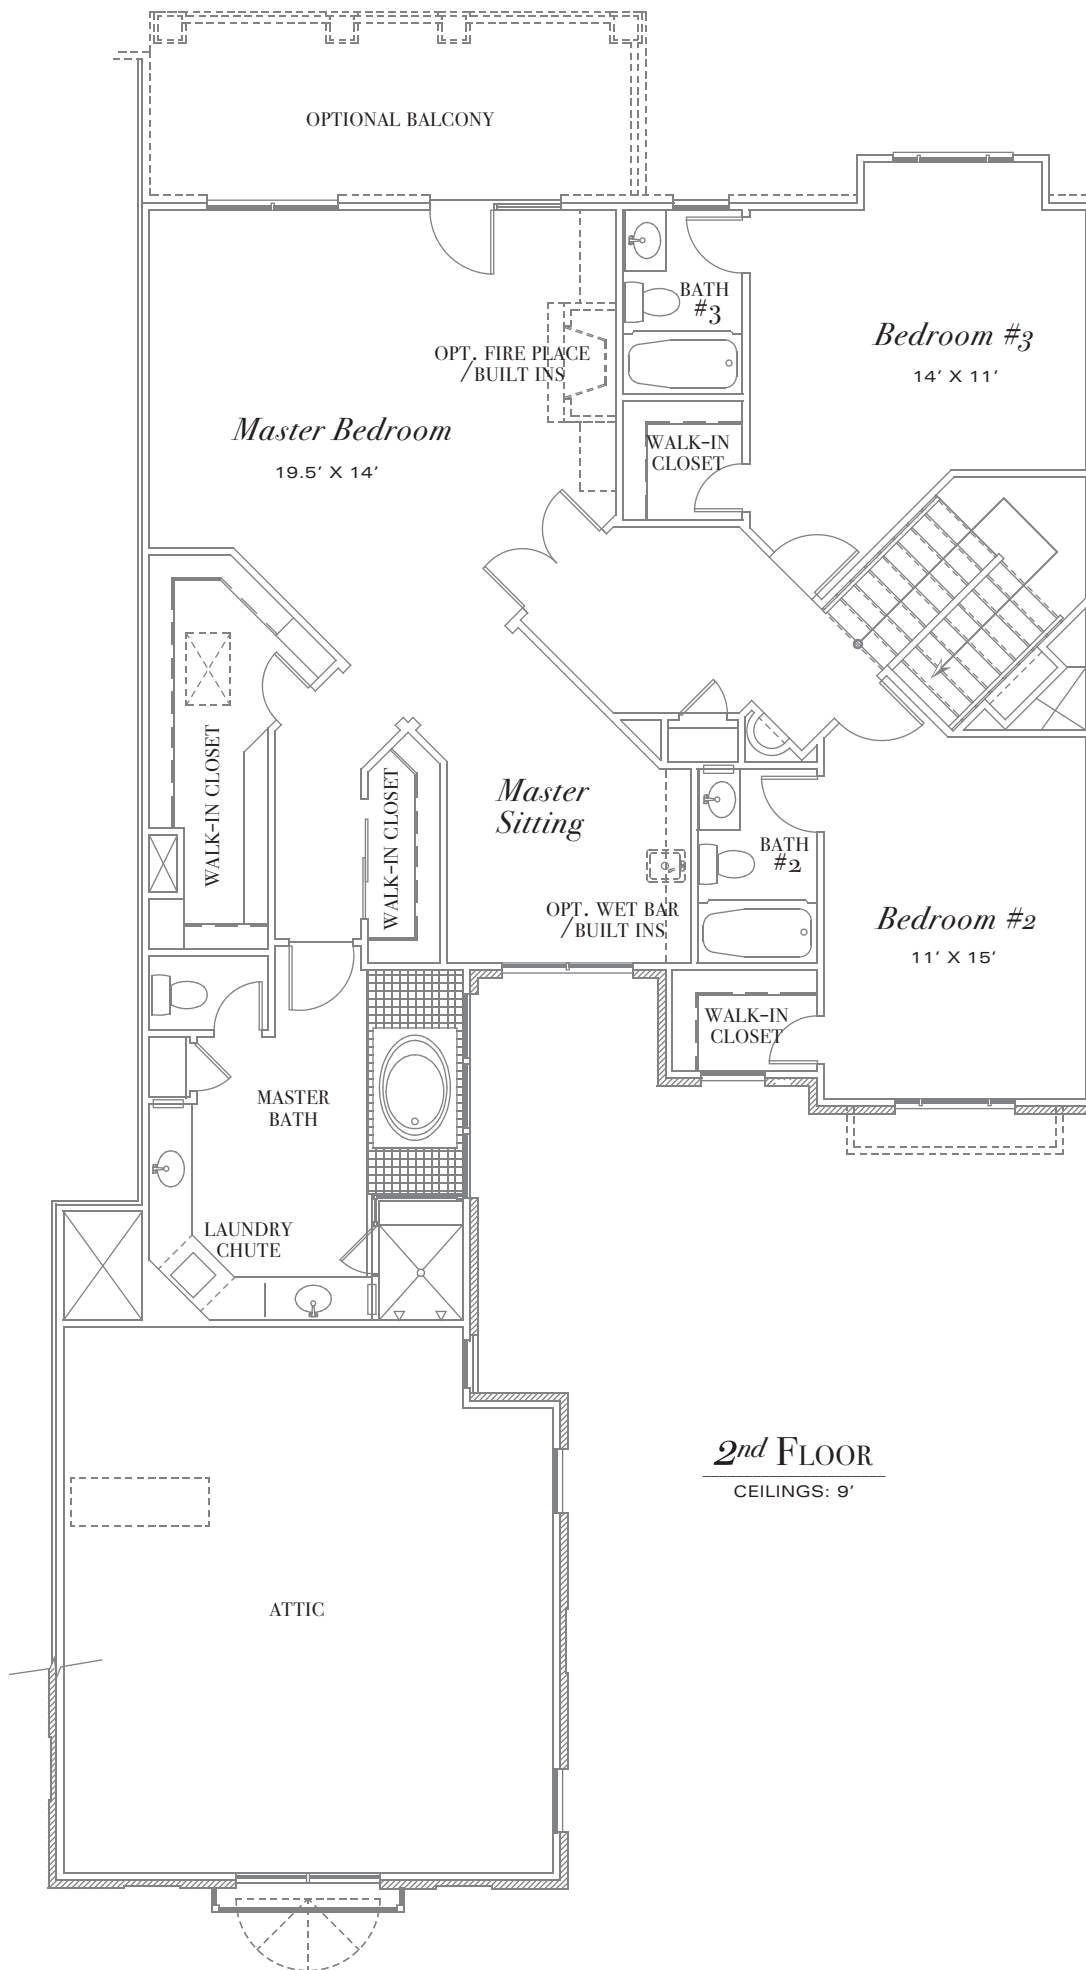 OPTIONAL BALCONY
BATH
#3
Bedroom #3
14' X 11'
OPT. FIRE PLACE
/BUILT INS
Master Bedroom
19.5' X 14'
WALK-IN
CLOSET
WALK-IN CLOSET
WALK-IN CLOSET
Master
Sitting
BATH
#2
OPT. WET BAR
/BUILT INS
Bedroom #2
11' X 15'
WALK-IN
CLOSET
MASTER
BATH
LAUNDRY
CHUTE
2nd FLOOR
CEILINGS: 9'
ATTIC